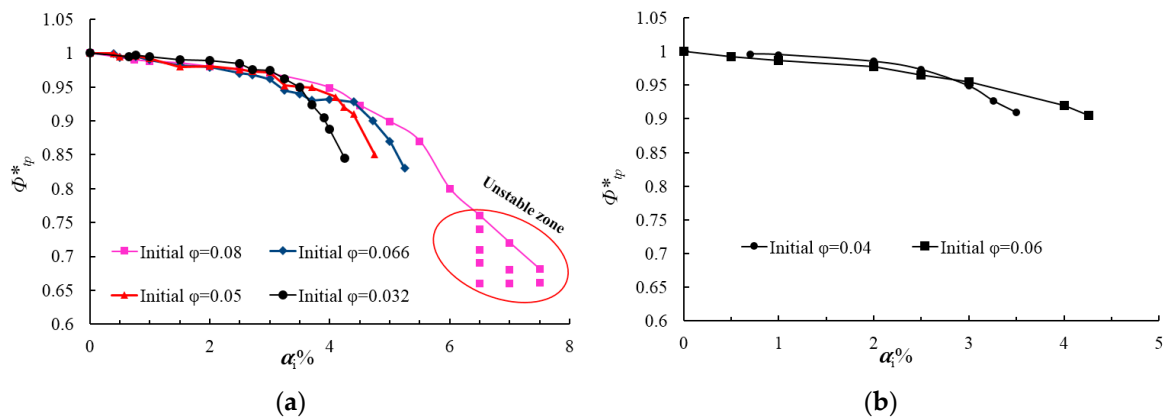 1.05
1
0.95
0.9
0.85
0.8
0.75
0.7
0.65
0.6
Φ*tp
0 2 4 6 8
αi%
Unstable zone
Initial φ=0.08 Initial φ=0.066
Initial φ=0.05 Initial φ=0.032
(a)
1.05
1
0.95
0.9
0.85
0.8
0.75
0.7
0.65
0.6
Φ*tp
0 1 2 3 4 5
αi%
Initial φ=0.04 Initial φ=0.06
(b)